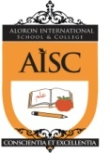 ALORON INTERNATIONAL
SCHOOL & COLLEGE
AISC
CONSCIENTIA ET EXCELLENTIA